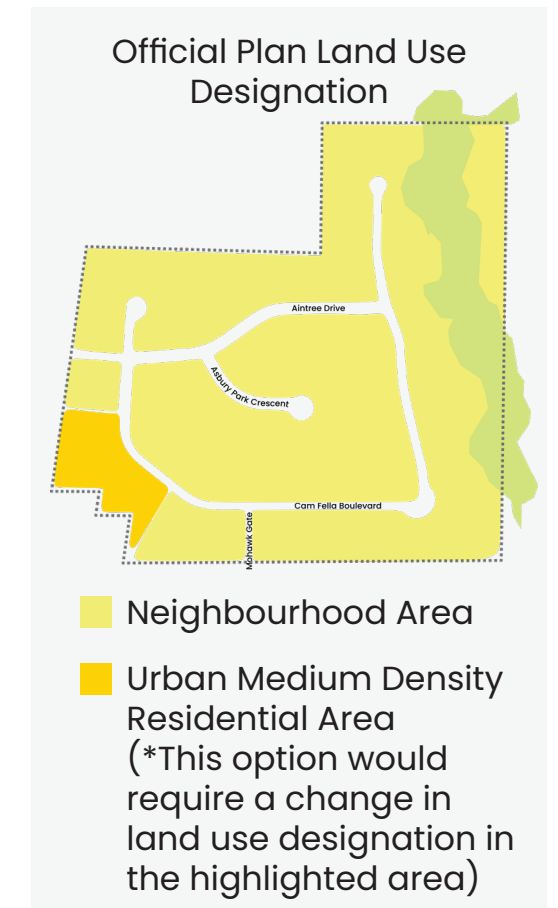 Official Plan Land Use
Designation
Aintree Drive
Asbury Park Crescent
Cam Fella Boulevard
Mohawk Gate
Neighbourhood Area
Urban Medium Density
Residential Area
(*This option would
require a change in
land use designation in
the highlighted area)